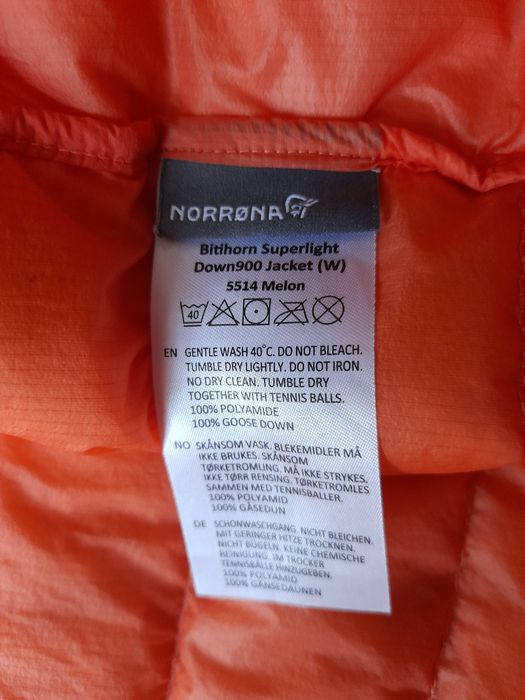 NORRØNA
Bitihorn Superlight
Down900 Jacket (W)
5514 Melon
40
EN GENTLE WASH 40°C. DO NOT BLEACH.
TUMBLE DRY LIGHTLY. DO NOT IRON.
NO DRY CLEAN. TUMBLE DRY
TOGETHER WITH TENNIS BALLS.
100% POLYAMIDE
100% GOOSE DOWN
NO SKÅNSOM VASK. BLEKEMIDLER MÅ
IKKE BRUKES. SKÅNSOM
TØRKETROMLING. MÅ IKKE STRYKES.
IKKE TØRR RENSING. TØRKETROMLES
SAMMEN MED TENNISBALLER.
100% POLYAMID
100% GÅSEDUN
DE SCHONWASCHGANG. NICHT BLEICHEN.
MIT GERINGER HITZE TROCKNEN.
NICHT BÜGELN. KEINE CHEMISCHE
REINIGUNG. IM TROCKER
TENNISBÄLLE HINZUGEBEN.
100% POLYAMID
100% GÄNSEDAUNEN